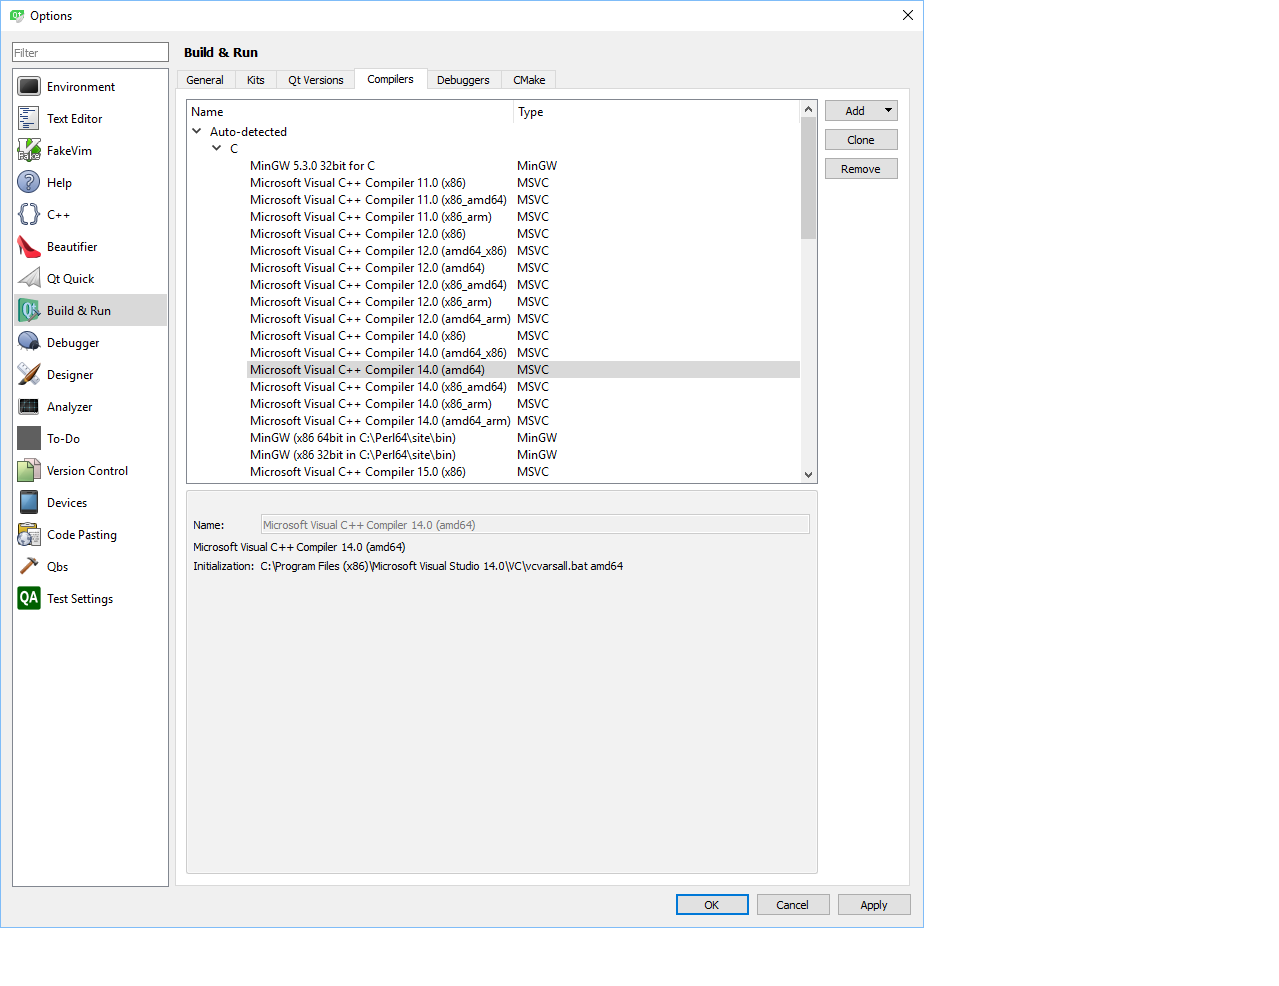 Options
Filter
Environment
Text Editor
FakeVim
Help
C++
Beautifier
Qt Quick
Build & Run
Debugger
Designer
Analyzer
To-Do
Version Control
Devices
Code Pasting
Qbs
QA Test Settings
Build & Run
General Kits Qt Versions Compilers Debuggers CMake
Name Type
Auto-detected
C
MinGW 5.3.0 32bit for C MinGW
Microsoft Visual C++ Compiler 11.0 (x86) MSVC
Microsoft Visual C++ Compiler 11.0 (x86_amd64) MSVC
Microsoft Visual C++ Compiler 11.0 (x86_arm) MSVC
Microsoft Visual C++ Compiler 12.0 (x86) MSVC
Microsoft Visual C++ Compiler 12.0 (amd64_x86) MSVC
Microsoft Visual C++ Compiler 12.0 (amd64) MSVC
Microsoft Visual C++ Compiler 12.0 (x86_amd64) MSVC
Microsoft Visual C++ Compiler 12.0 (x86_arm) MSVC
Microsoft Visual C++ Compiler 12.0 (amd64_arm) MSVC
Microsoft Visual C++ Compiler 14.0 (x86) MSVC
Microsoft Visual C++ Compiler 14.0 (amd64_x86) MSVC
Microsoft Visual C++ Compiler 14.0 (amd64) MSVC
Microsoft Visual C++ Compiler 14.0 (x86_amd64) MSVC
Microsoft Visual C++ Compiler 14.0 (x86_arm) MSVC
Microsoft Visual C++ Compiler 14.0 (amd64_arm) MSVC
MinGW (x86 64bit in C:\Perl64\site\bin) MinGW
MinGW (x86 32bit in C:\Perl64\site\bin) MinGW
Microsoft Visual C++ Compiler 15.0 (x86) MSVC
Add
Clone
Remove
Name: Microsoft Visual C++ Compiler 14.0 (amd64)
Microsoft Visual C++ Compiler 14.0 (amd64)
Initialization: C:\Program Files (x86)\Microsoft Visual Studio 14.0\VC\vcvarsall.bat amd64
OK Cancel Apply